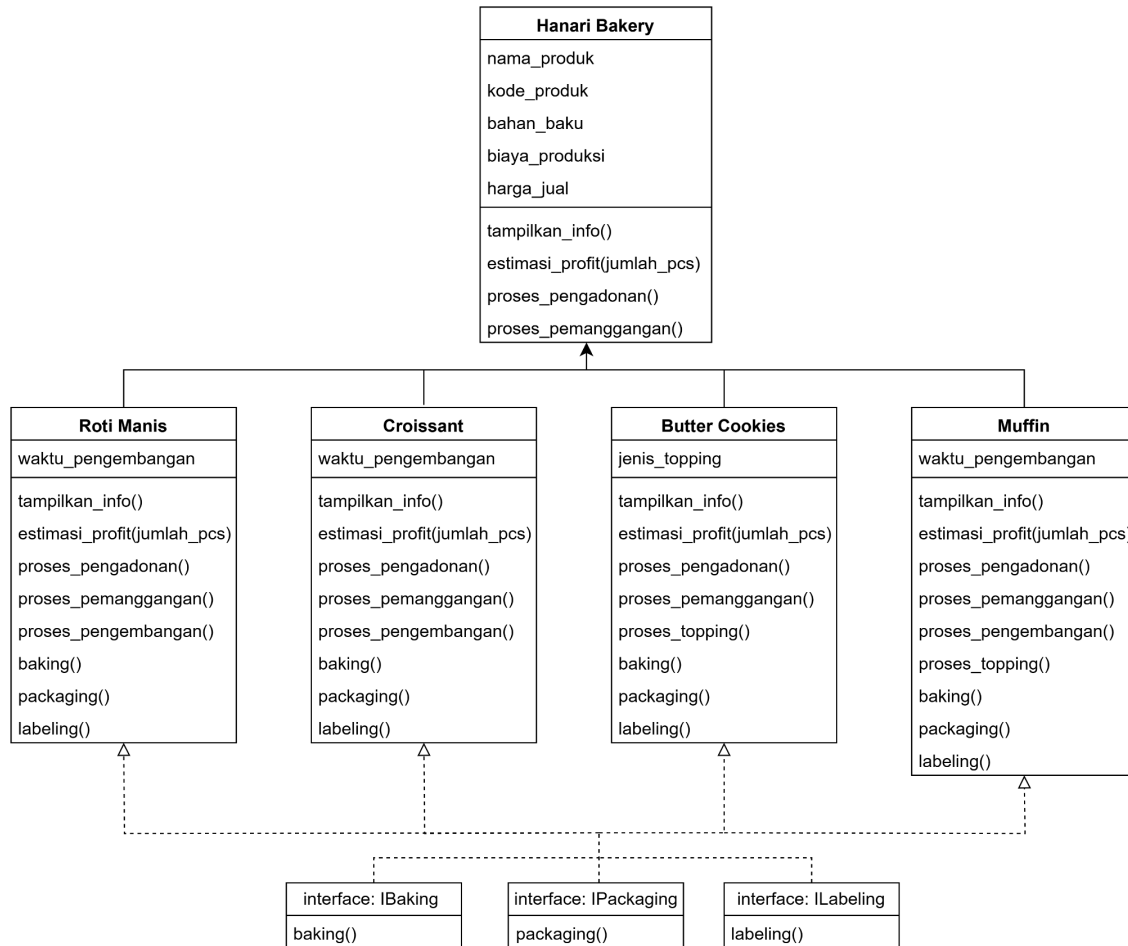 Hanari Bakery
nama_produk
kode_produk
bahan_baku
biaya_produksi
harga_jual
tampilkan_info()
estimasi_profit(jumlah_pcs)
proses_pengadonan()
proses_pemanggangan()
Roti Manis
waktu_pengembangan
tampilkan_info()
estimasi_profit(jumlah_pcs)
proses_pengadonan()
proses_pemanggangan()
proses_pengembangan()
baking()
packaging()
labeling()
Croissant
waktu_pengembangan
tampilkan_info()
estimasi_profit(jumlah_pcs)
proses_pengadonan()
proses_pemanggangan()
proses_pengembangan()
baking()
packaging()
labeling()
Butter Cookies
jenis_topping
tampilkan_info()
estimasi_profit(jumlah_pcs)
proses_pengadonan()
proses_pemanggangan()
proses_topping()
baking()
packaging()
labeling()
Muffin
waktu_pengembangan
tampilkan_info()
estimasi_profit(jumlah_pcs)
proses_pengadonan()
proses_pemanggangan()
proses_pengembangan()
proses_topping()
baking()
packaging()
labeling()
interface: IBaking
baking()
interface: IPackaging
packaging()
interface: ILabeling
labeling()